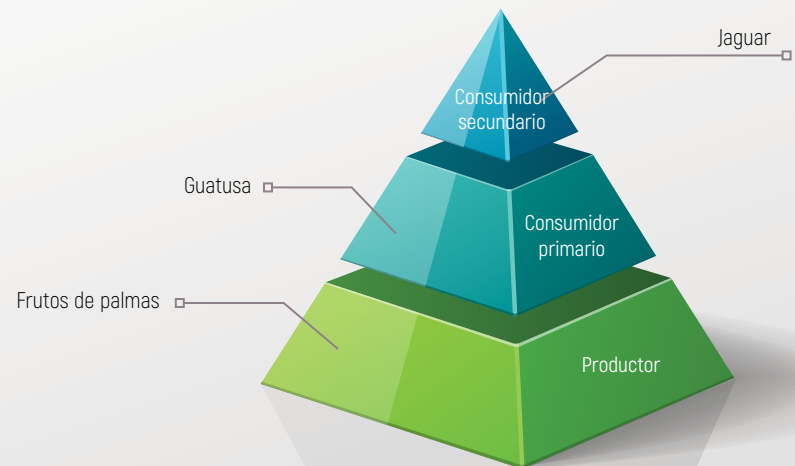 Jaguar
Consumidor
secundario
Guatusa
Consumidor
primario
Frutos de palmas
Productor